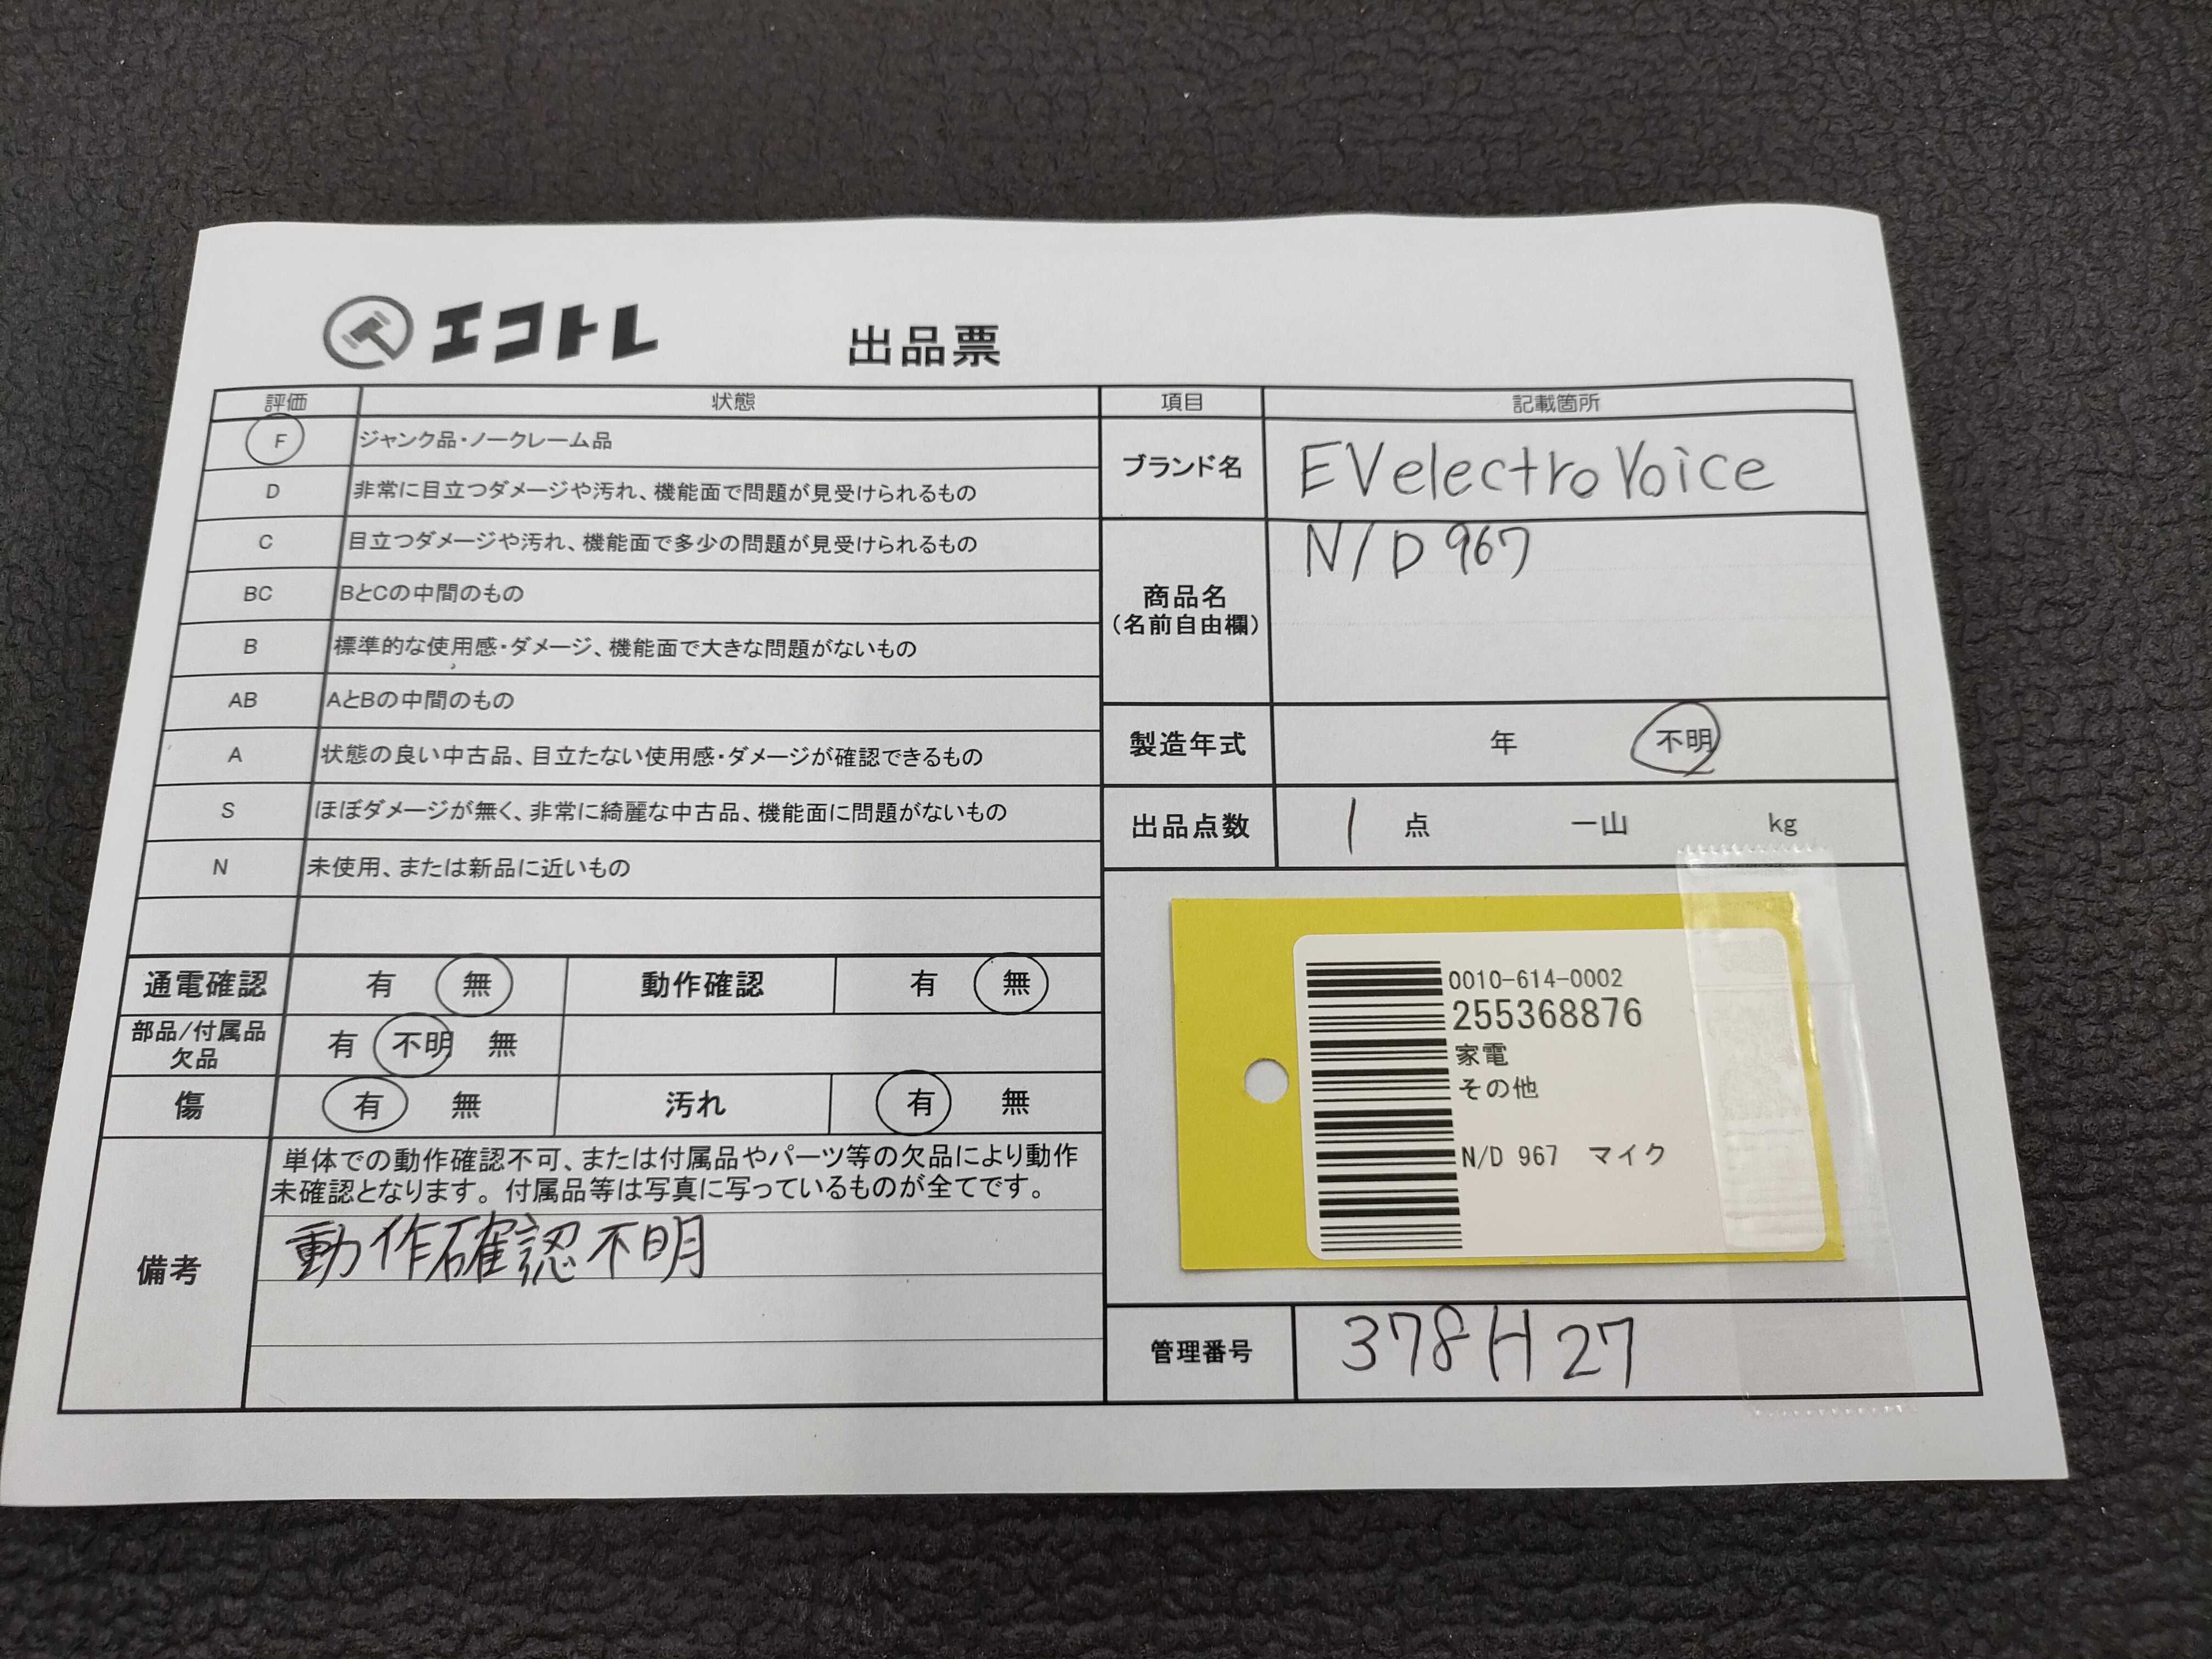 エコトレ 出品票
評価 状態
F ジャンク品・ノークレーム品
D 非常に目立つダメージや汚れ、機能面で問題が見受けられるもの
C 目立つダメージや汚れ、機能面で多少の問題が見受けられるもの
BC BとCの中間のもの
B 標準的な使用感・ダメージ、機能面で大きな問題がないもの
AB AとBの中間のもの
A 状態の良い中古品、目立たない使用感・ダメージが確認できるもの
S ほぼダメージが無く、非常に綺麗な中古品、機能面に問題がないもの
N 未使用、または新品に近いもの
通電確認 有 無 動作確認 有 無
部品/付属品
欠品
有 不明 無
傷 有 無 汚れ 有 無
備考
単体での動作確認不可、または付属品やパーツ等の欠品により動作
未確認となります。付属品等は写真に写っているものが全てです。
動作確認不明
項目 記載箇所
ブランド名 EV electro Voice
商品名
(名前自由欄)
N/D 967
製造年式 年 不明
出品点数 1 点 一山 kg
0010-614-0002
255368876
家電
その他
N/D 967 マイク
管理番号 378H27